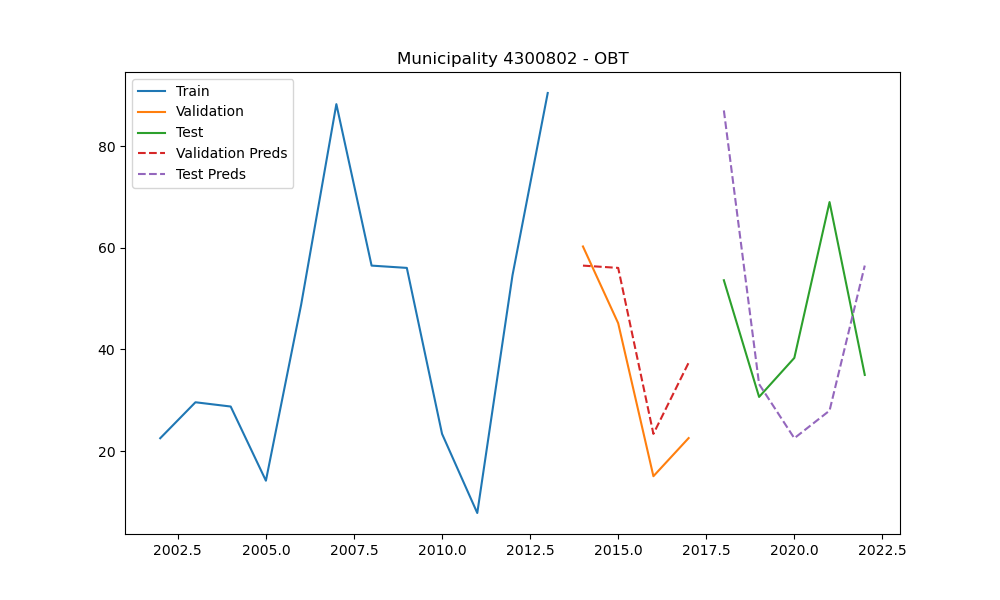 Municipality 4300802 - OBT
Train
Validation
Test
Validation Preds
Test Preds
80
60
40
20
2002.5 2005.0 2007.5 2010.0 2012.5 2015.0 2017.5 2020.0 2022.5